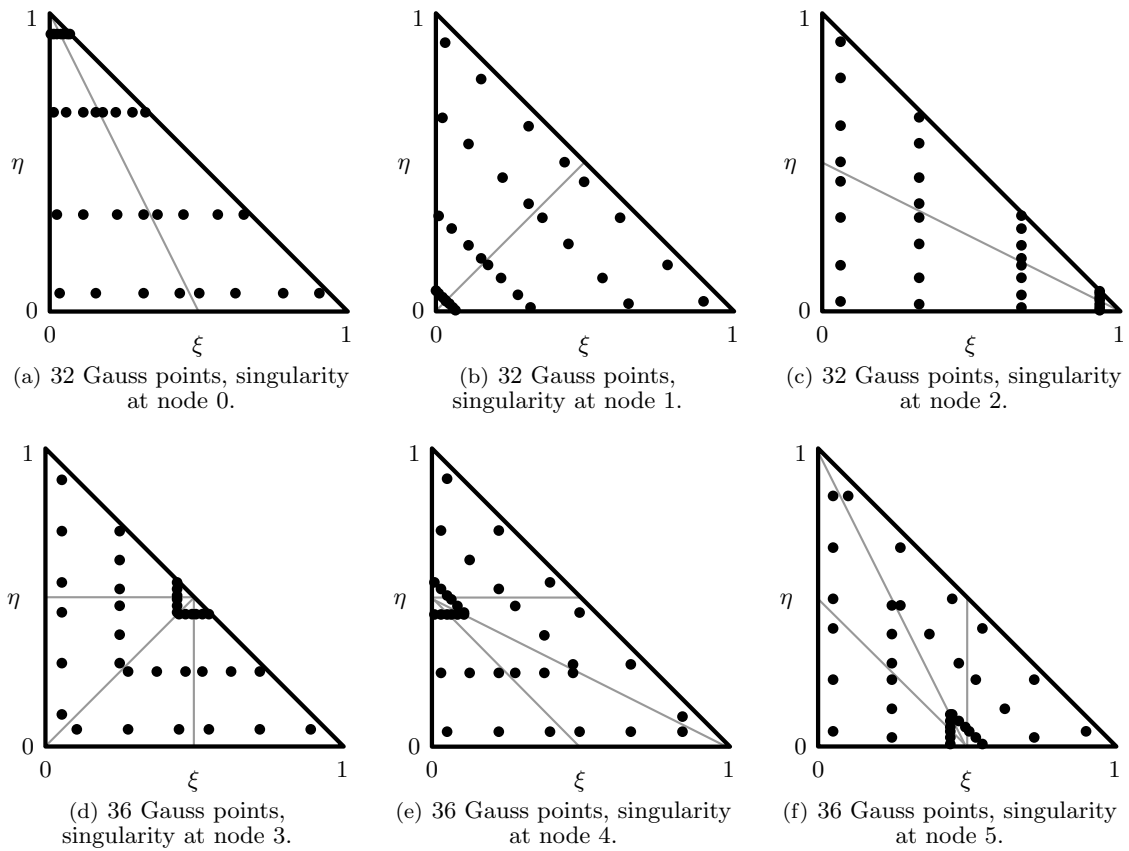 1
η
0
0
ξ
1
(a) 32 Gauss points, singularity
at node 0.
1
η
0
0
ξ
1
(b) 32 Gauss points,
singularity at node 1.
1
η
0
0
ξ
1
(c) 32 Gauss points, singularity
at node 2.
1
η
0
0
ξ
1
(d) 36 Gauss points,
singularity at node 3.
1
η
0
0
ξ
1
(e) 36 Gauss points, singularity
at node 4.
1
η
0
0
ξ
1
(f) 36 Gauss points, singularity
at node 5.